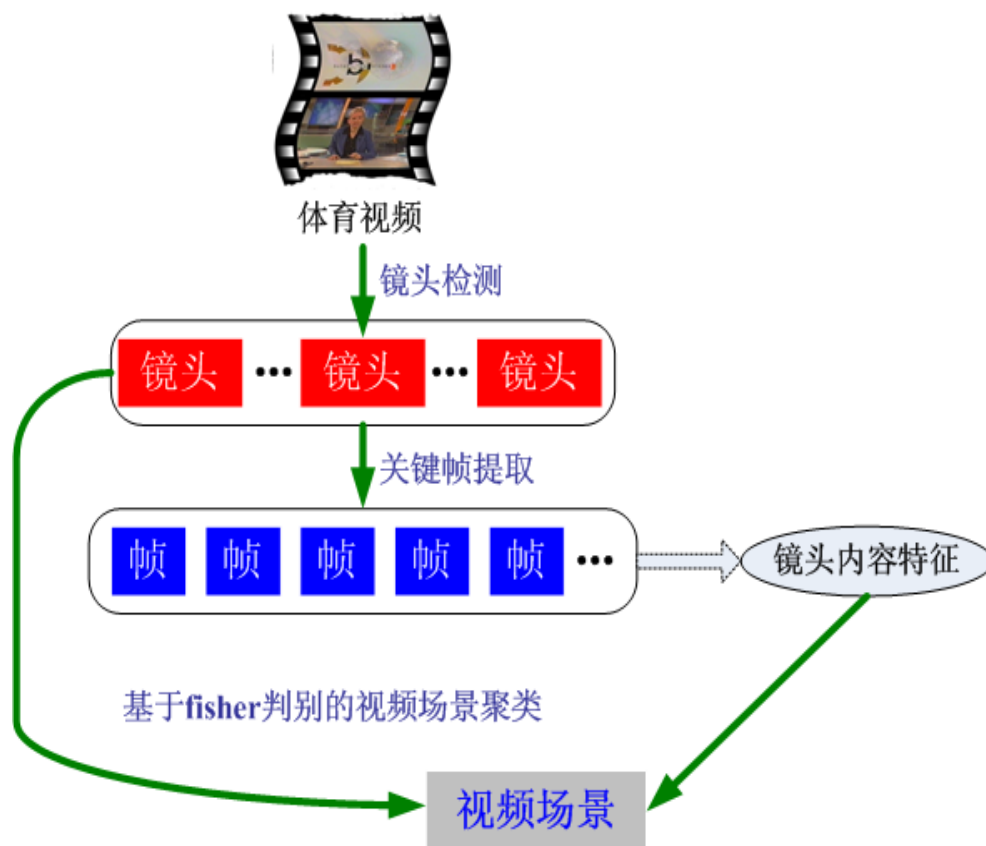 体育视频
镜头检测
镜头 ••• 镜头 ••• 镜头
关键帧提取
帧 帧 帧 帧 帧 •••
镜头内容特征
基于fisher判别的视频场景聚类
视频场景